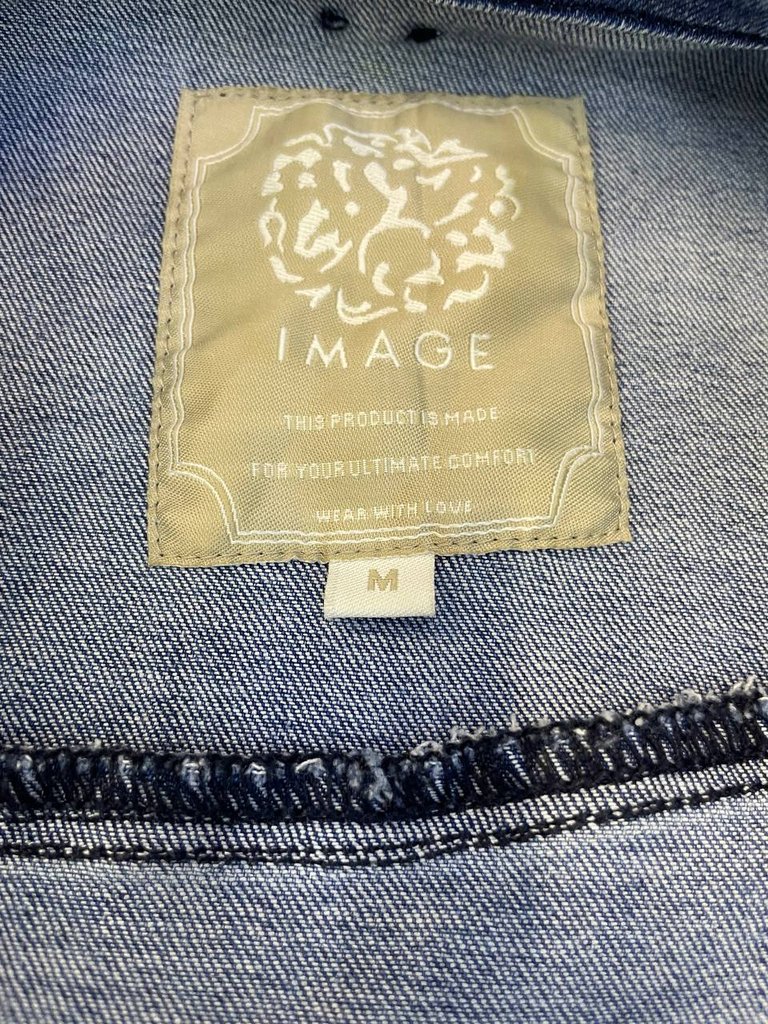 IMAGE
THIS PRODUCT IS MADE
FOR YOUR ULTIMATE COMFORT
WEAR WITH LOVE
M